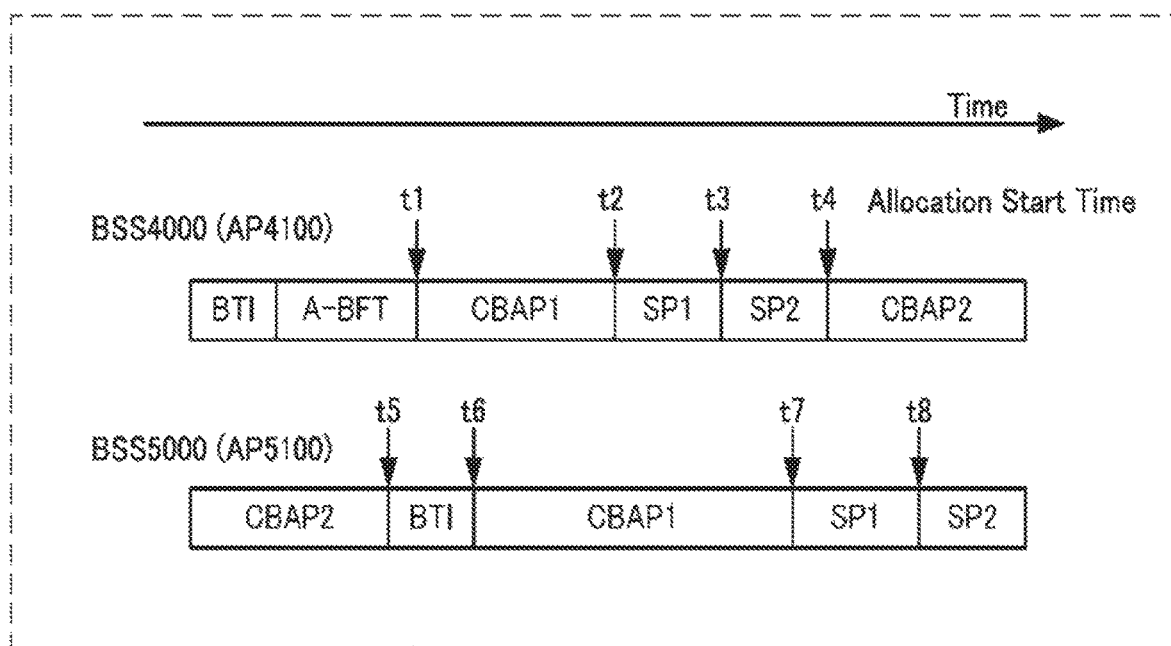 Time
t1 t2 t3 t4 Allocation Start Time
BSS4000 (AP4100)
BTI A-BFT CBAP1 SP1 SP2 CBAP2
t5 t6 t7 t8
BSS5000 (AP5100)
CBAP2 BTI CBAP1 SP1 SP2